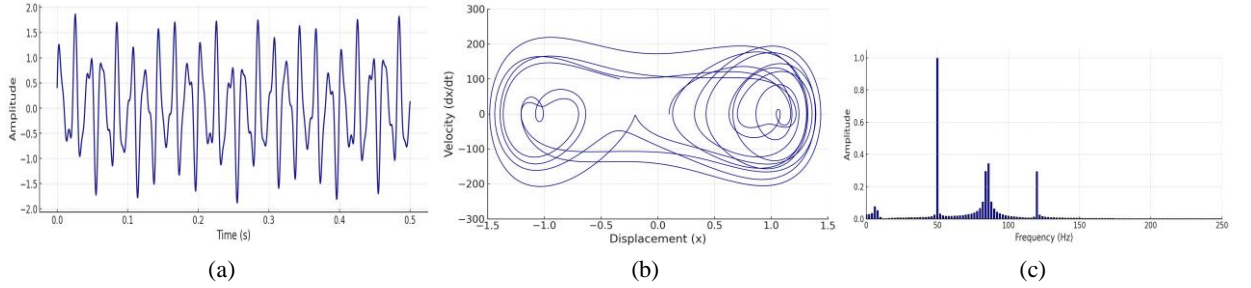 2.0
1.5
1.0
0.5
0.0
−0.5
−1.0
−1.5
−2.0
Amplitude
0.0 0.1 0.2 0.3 0.4 0.5
Time (s)
(a)
300
200
100
0
−100
−200
−300
Velocity (dx/dt)
−1.5 −1.0 −0.5 0.0 0.5 1.0 1.5
Displacement (x)
(b)
1.0
0.8
0.6
0.4
0.2
0.0
Amplitude
0 50 100 150 200 250
Frequency (Hz)
(c)